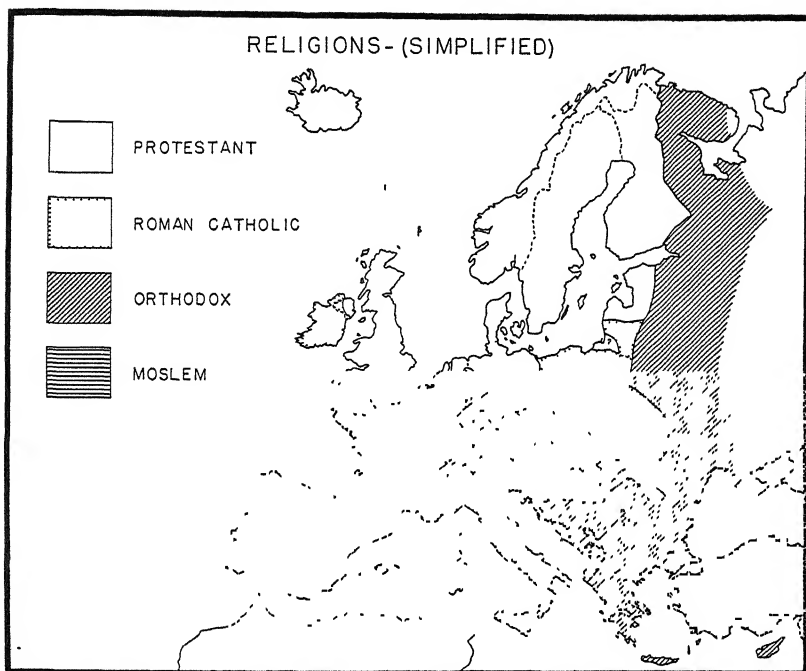 RELIGIONS-(SIMPLIFIED)
PROTESTANT
ROMAN CATHOLIC
ORTHODOX
MOSLEM